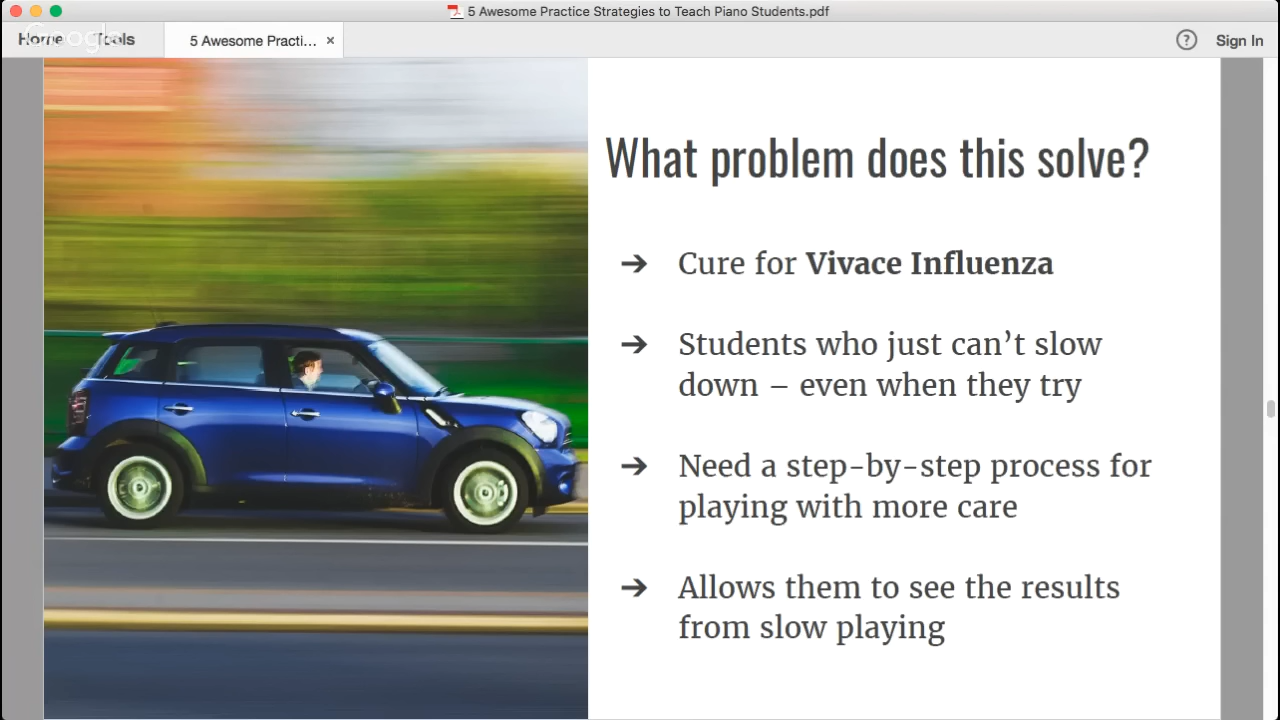 5 Awesome Practice Strategies to Teach Piano Students.pdf
Home Tools 5 Awesome Practi... × ? Sign In
Google
What problem does this solve?
➔ Cure for Vivace Influenza
➔ Students who just can’t slow
down – even when they try
➔ Need a step-by-step process for
playing with more care
➔ Allows them to see the results
from slow playing